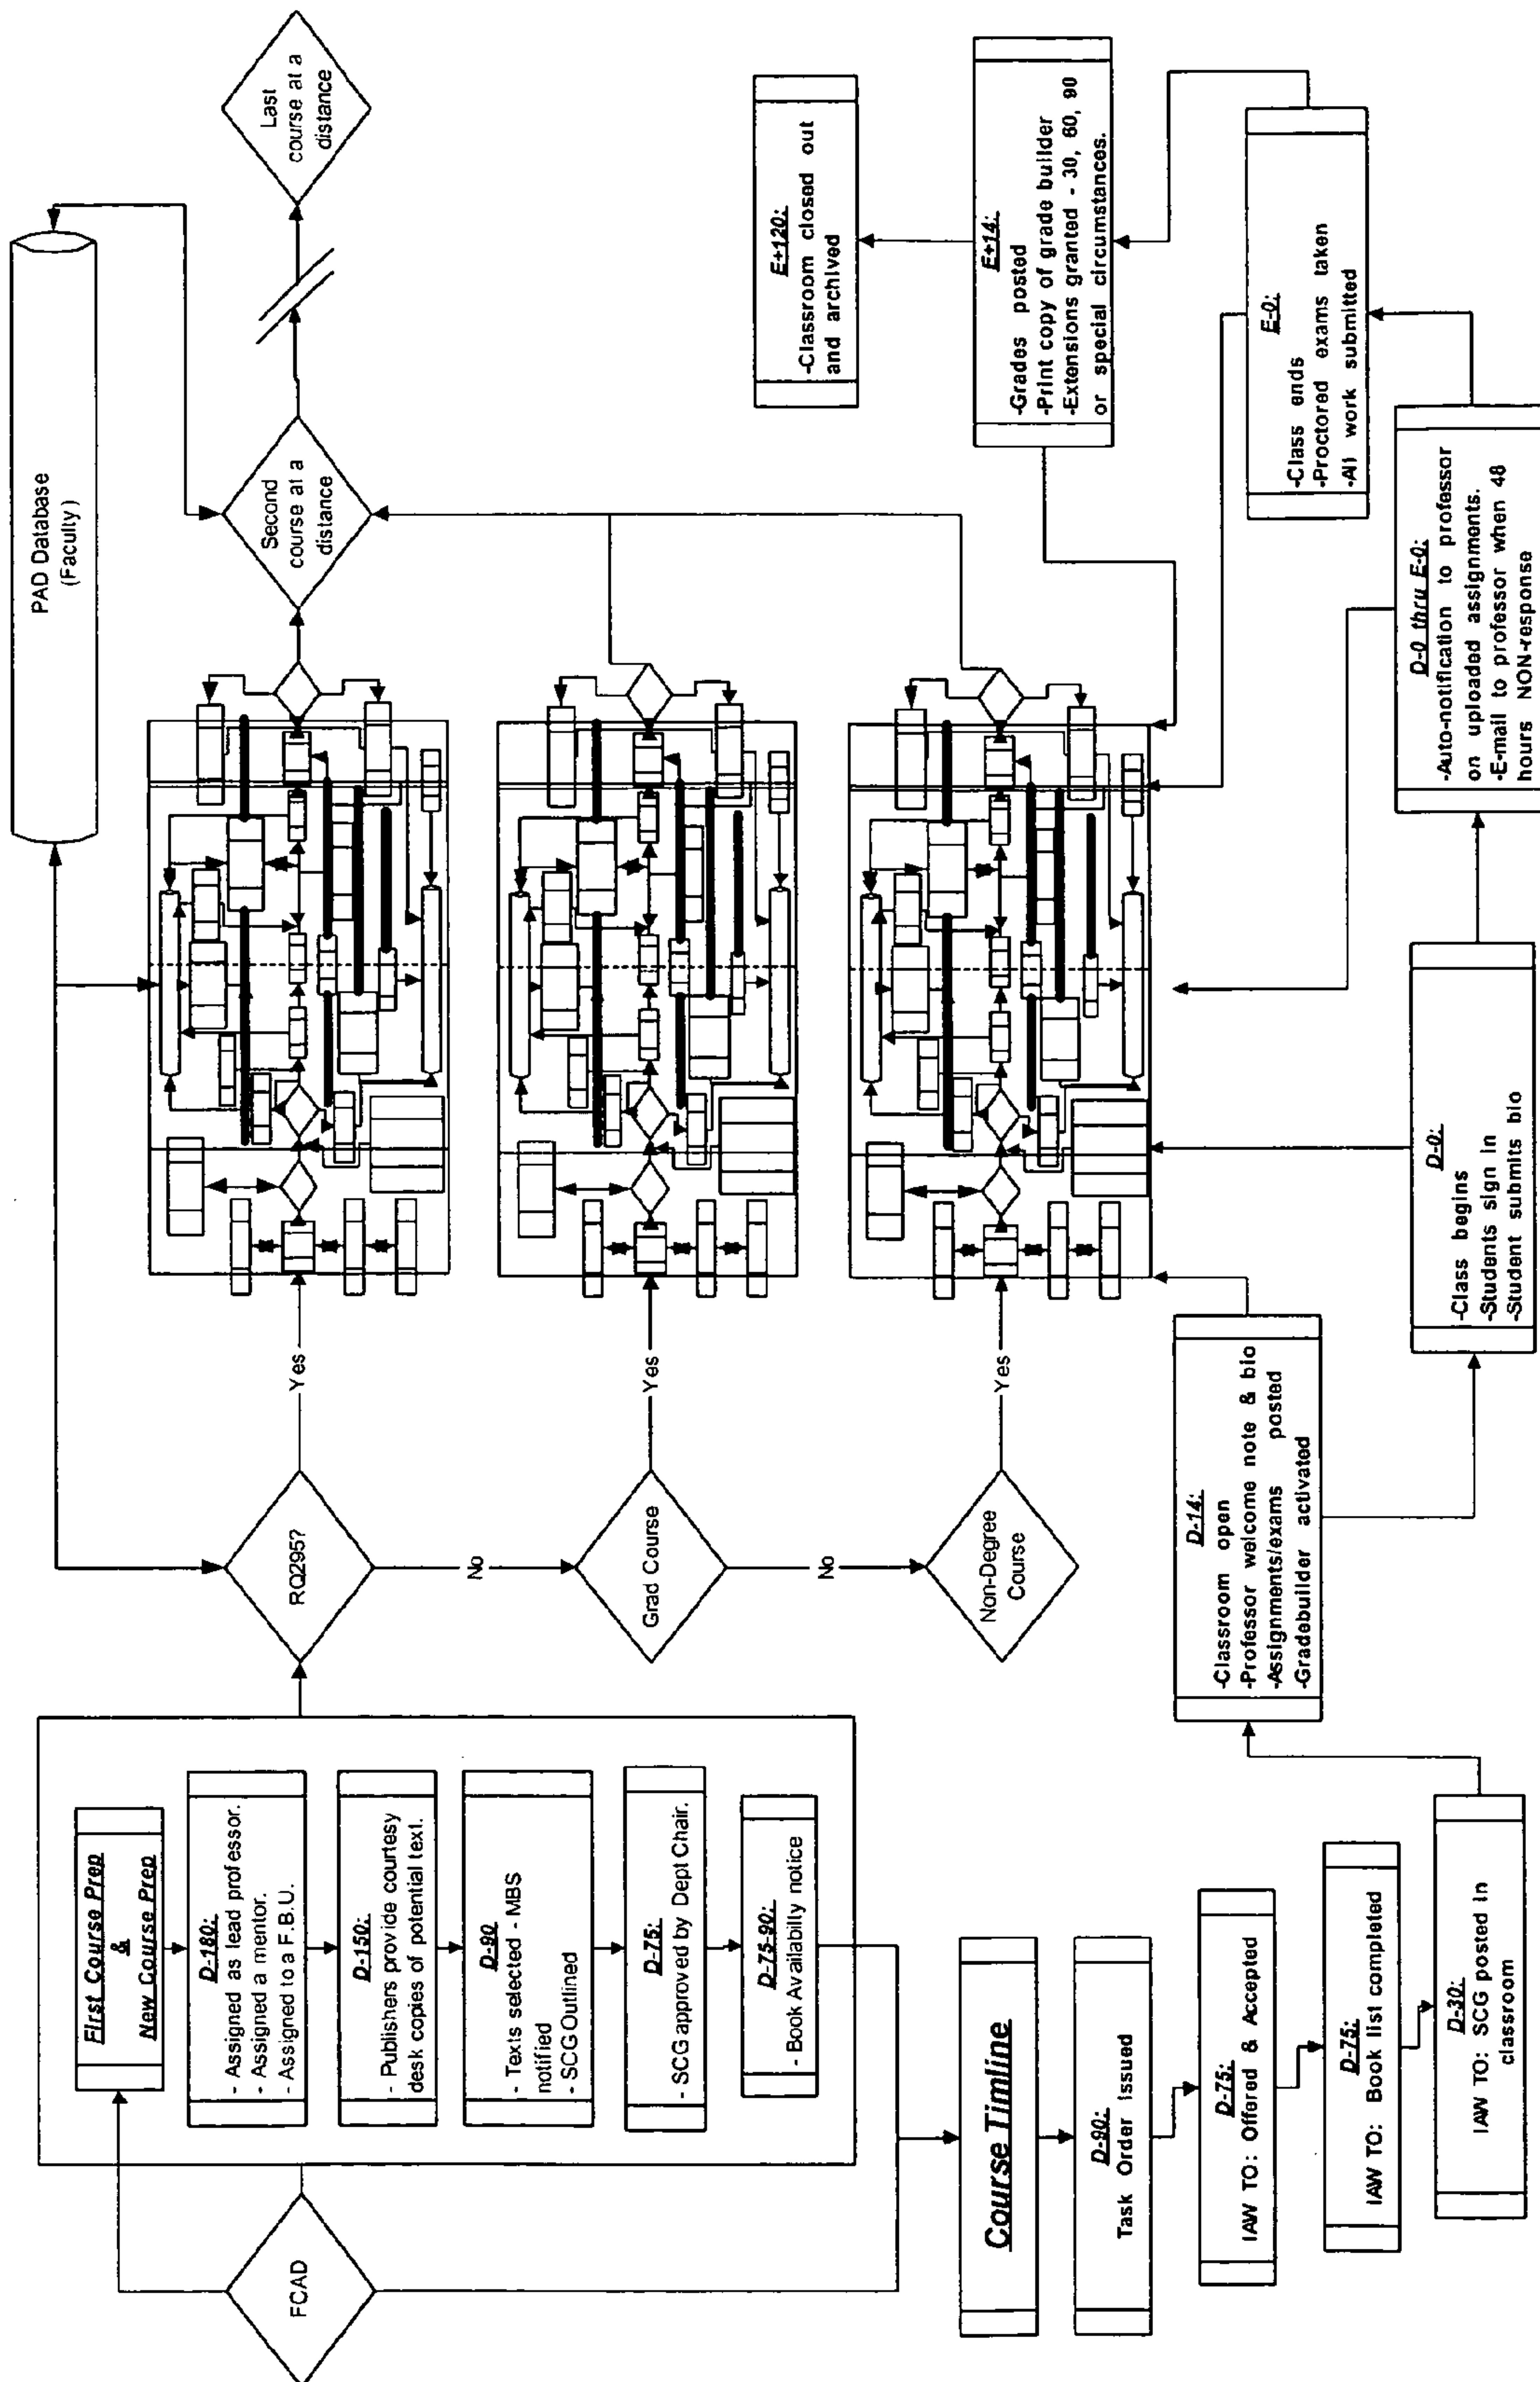 FCAD
First Course Prep
&
New Course Prep
D-180:
- Assigned as lead professor.
- Assigned a mentor.
- Assigned to a F.B.U.
D-150:
- Publishers provide courtesy
desk copies of potential text.
D-90
- Texts selected - MBS
notified
- SCG Outlined
D-75:
- SCG approved by Dept Chair.
D-75-90:
- Book Availabilly notice
Course Timline
D-90:
Task Order Issued
D-75:
IAW TO: Offered & Accepted
D-75:
IAW TO: Book list completed
D-30:
IAW TO: SCG posted in
classroom
RQ295?
Yes
No
Grad Course
Yes
No
Non-Degree
Course
Yes
D-14:
-Classroom open
-Professor welcome note & bio
-Assignments/exams posted
-Gradebuilder activated
D-0:
-Class begins
-Students sign in
-Student submits bio
D-0 thru E-0:
-Auto-notification to professor
on uploaded assignments.
-E-mail to professor when 48
hours NON-response
E-0:
-Class ends
-Proctored exams taken
-All work submitted
E+14:
-Grades posted
-Print copy of grade builder
-Extensions granted - 30, 60, 90
or special circumstances.
E+120:
-Classroom closed out
and archived
PAD Database
(Faculty)
Second
course at a
distance
Last
course at a
distance